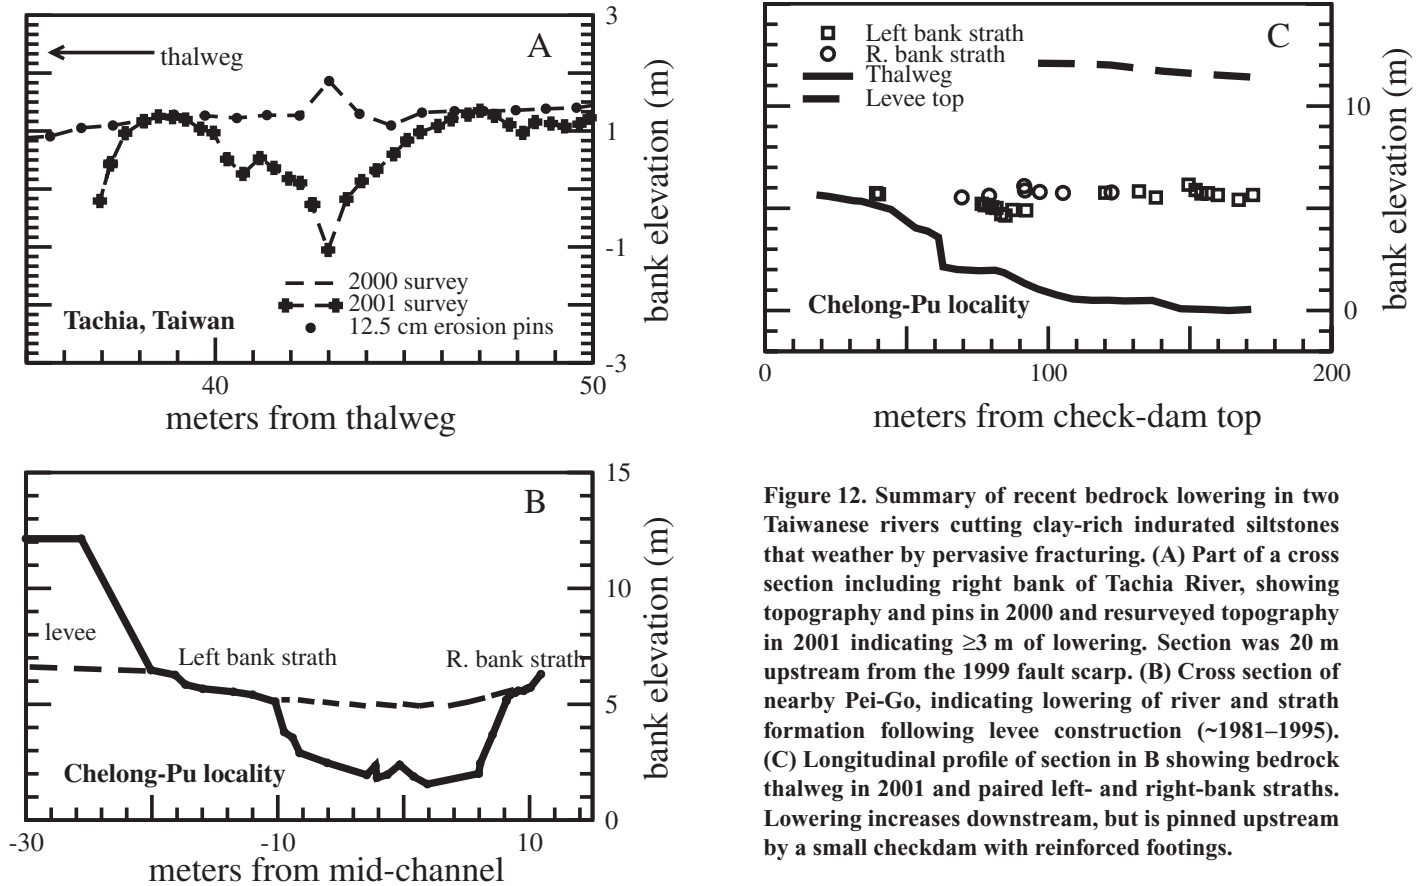 A
thalweg
3
1
-1
-3
bank elevation (m)
2000 survey
2001 survey
12.5 cm erosion pins
Tachia, Taiwan
40
50
meters from thalweg
B
15
10
5
0
bank elevation (m)
levee
Left bank strath
R. bank strath
Chelong-Pu locality
-30
-10
10
meters from mid-channel
C
Left bank strath
R. bank strath
Thalweg
Levee top
10
0
bank elevation (m)
Chelong-Pu locality
0
100
200
meters from check-dam top
Figure 12. Summary of recent bedrock lowering in two
Taiwanese rivers cutting clay-rich indurated siltstones
that weather by pervasive fracturing. (A) Part of a cross
section including right bank of Tachia River, showing
topography and pins in 2000 and resurveyed topography
in 2001 indicating ≥3 m of lowering. Section was 20 m
upstream from the 1999 fault scarp. (B) Cross section of
nearby Pei-Go, indicating lowering of river and strath
formation following levee construction (~1981–1995).
(C) Longitudinal profile of section in B showing bedrock
thalweg in 2001 and paired left- and right-bank straths.
Lowering increases downstream, but is pinned upstream
by a small checkdam with reinforced footings.